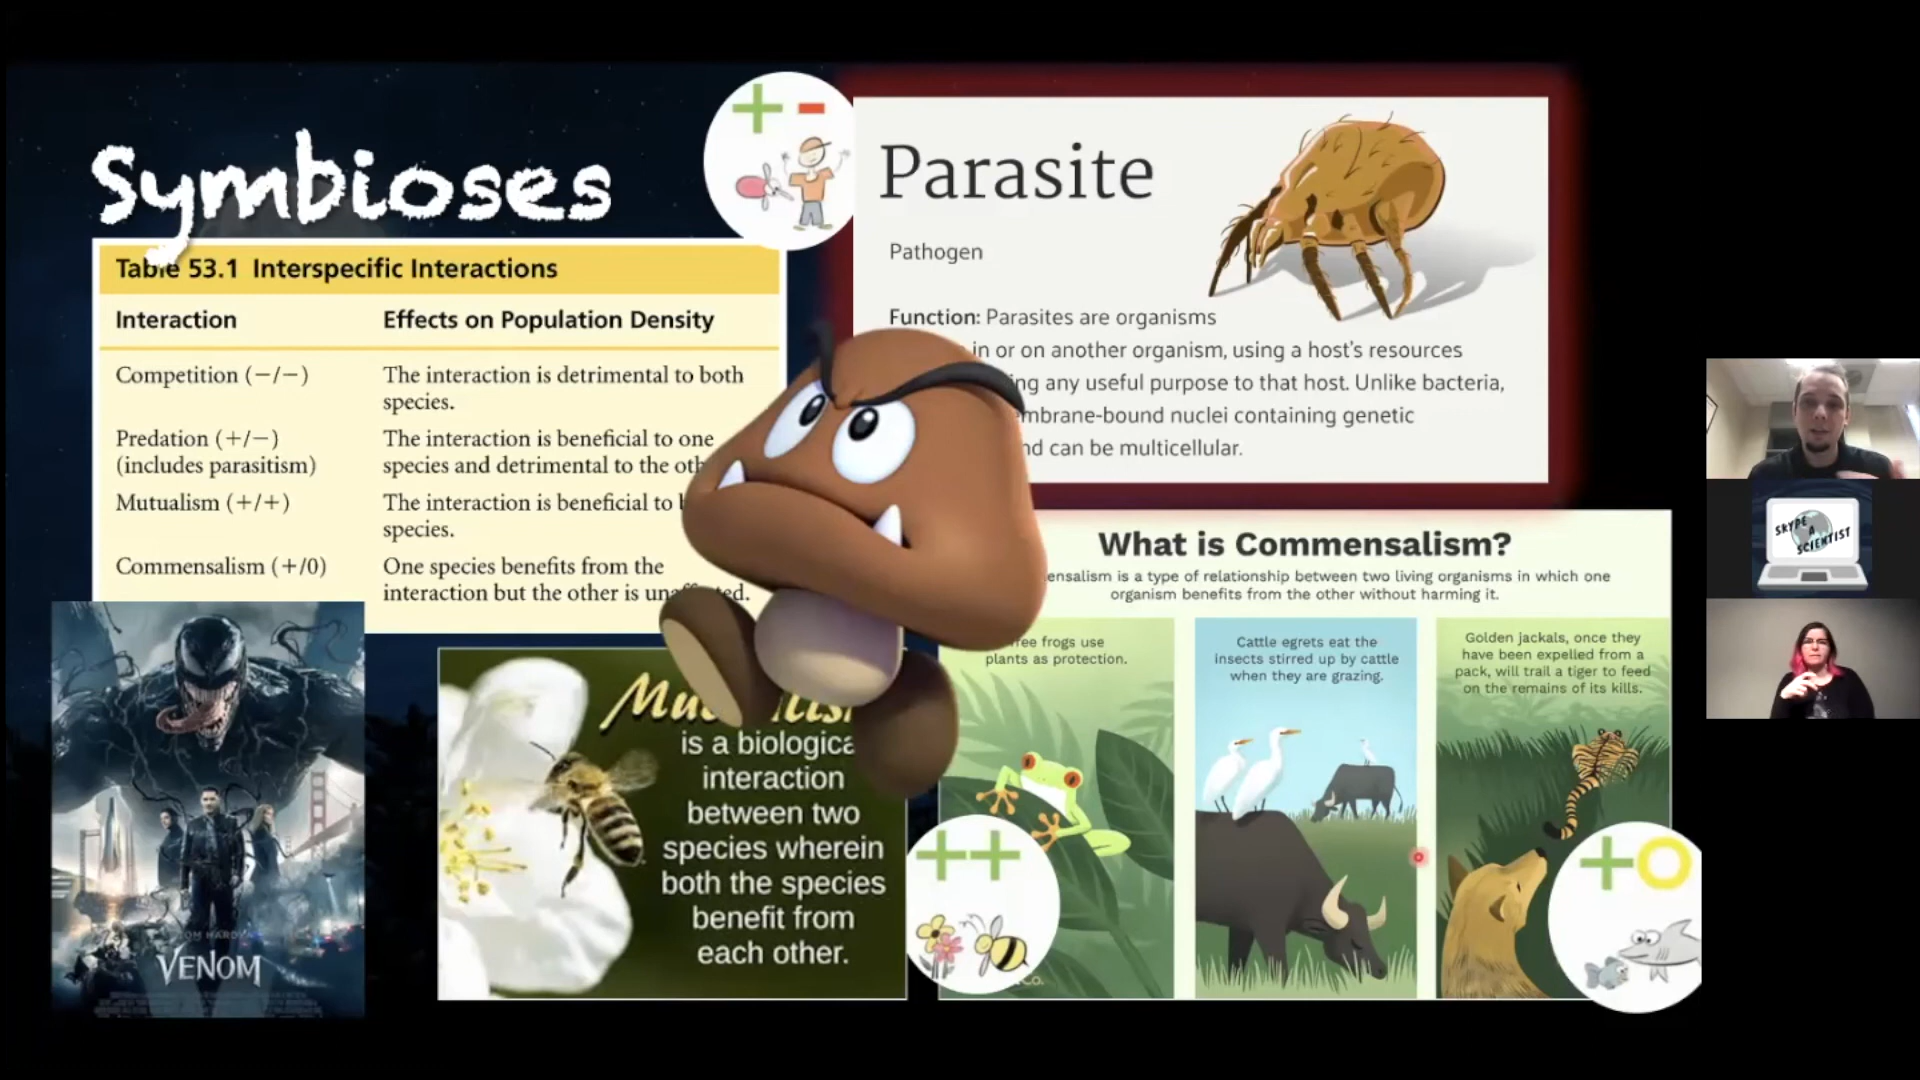 Symbioses
Table 53.1 Interspecific Interactions
Interaction Effects on Population Density
Competition (−/−) The interaction is detrimental to both
species.
Predation (+/−) The interaction is beneficial to one
(includes parasitism) species and detrimental to the
Mutualism (+/+) The interaction is beneficial to
species.
Commensalism (+/0) One species benefits from the
interaction but the other is
+ -
Parasite
Pathogen
Function: Parasites are organisms
in or on another organism, using a host's resources
any useful purpose to that host. Unlike bacteria,
nuclei containing genetic
can be multicellular.
VENOM
is a
interaction
between two
species wherein
both the species
benefit from
each other.
++
What is Commensalism?
is a type of relationship between two living organisms in which one
organism benefits from the other without harming it.
frogs use
plants as protection.
Cattle egrets eat the
insects stirred up by cattle
when they are grazing.
Golden jackals, once they
have been expelled from a
pack, will trail a tiger to feed
on the remains of its kills.
+O
SKYPE
A
SCIENTIST